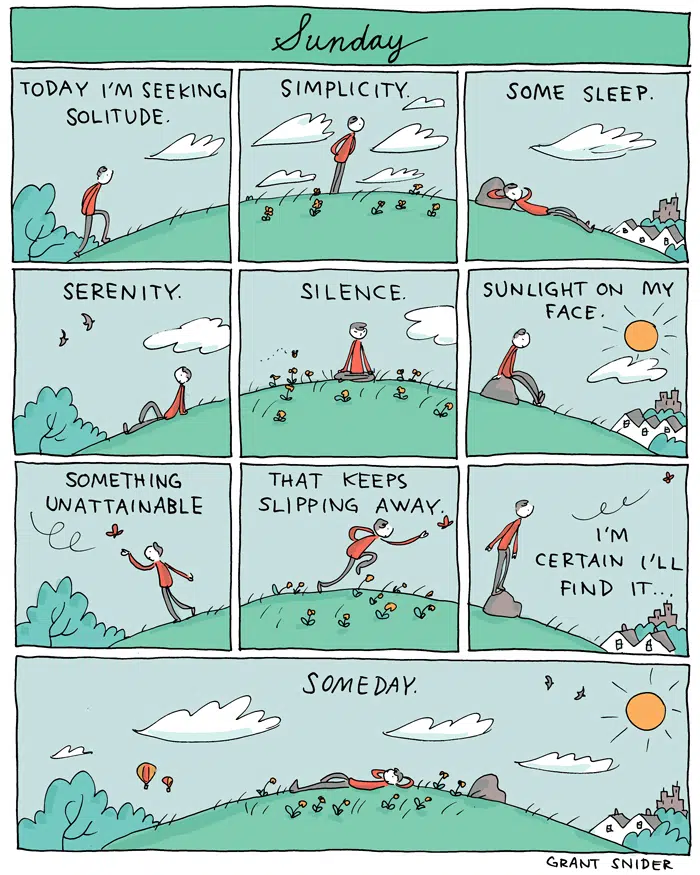 Sunday
TODAY I'M SEEKING
SOLITUDE.
SIMPLICITY.
SOME SLEEP.
SERENITY.
SILENCE.
SUNLIGHT ON MY
FACE.
SOMETHING
UNATTAINABLE
THAT KEEPS
SLIPPING AWAY.
I'M
CERTAIN I'LL
FIND IT...
SOMEDAY.
GRANT SNIDER